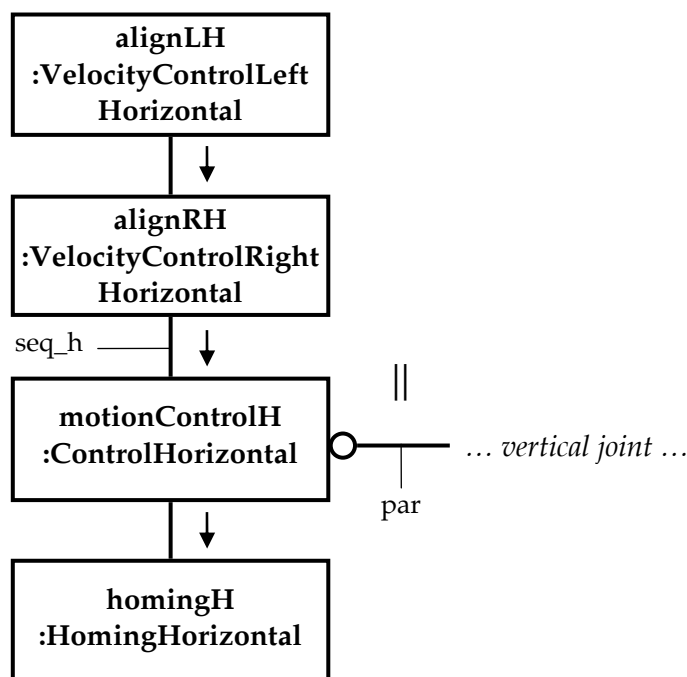 alignLH
:VelocityControlLeft
Horizontal
alignRH
:VelocityControlRight
Horizontal
seq_h
||
motionControlH
:ControlHorizontal
… vertical joint …
par
homingH
:HomingHorizontal